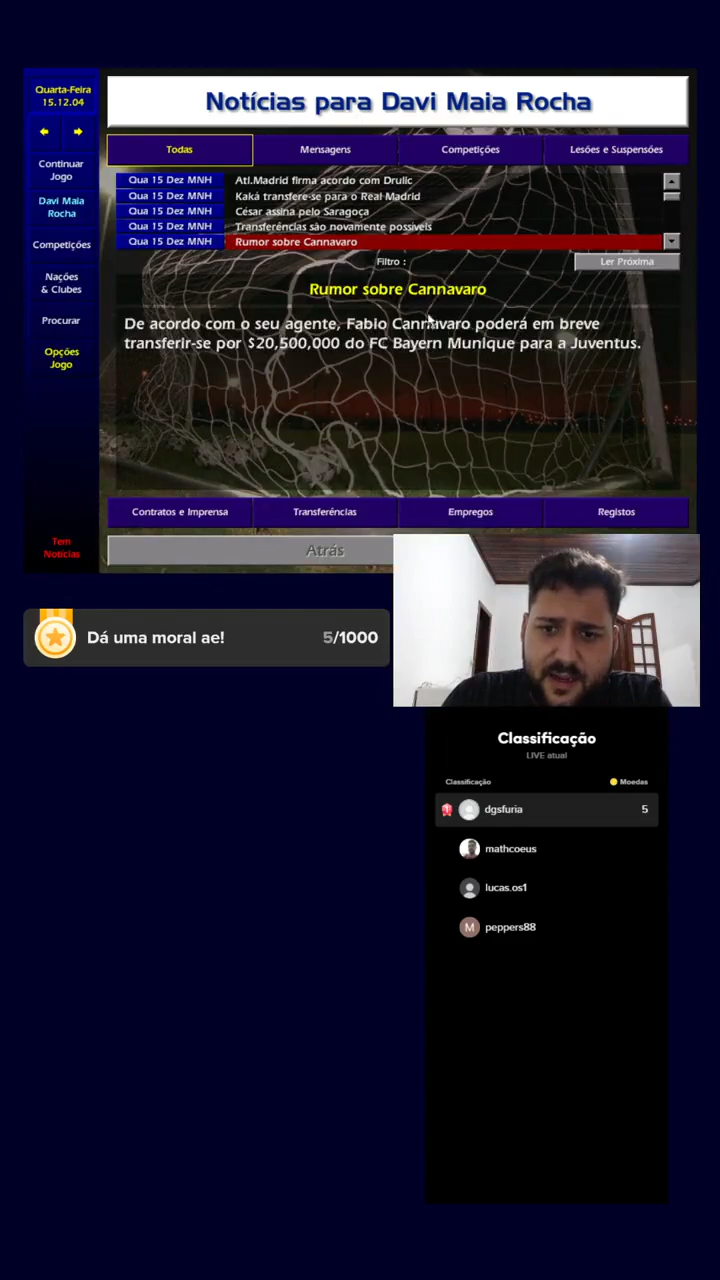 Quarta-Feira
15.12.04
Continuar
Jogo
Davi Maia
Rocha
Competições
Nações
& Clubes
Procurar
Opções
Jogo
Tem
Notícias
Notícias para Davi Maia Rocha
Todas
Mensagens
Competições
Lesões e Suspensões
Qua 15 Dez MNH Atl.Madrid firma acordo com Drulic
Qua 15 Dez MNH Kaká transfere-se para o Real Madrid
Qua 15 Dez MNH César assina pelo Saragoça
Qua 15 Dez MNH Transferências são novamente possíveis
Qua 15 Dez MNH Rumor sobre Cannavaro
Filtro :
Ler Próxima
Rumor sobre Cannavaro
De acordo com o seu agente, Fabio Cannavaro poderá em breve
transferir-se por $20,500,000 do FC Bayern Munique para a Juventus.
Contratos e Imprensa
Transferências
Empregos
Registos
Atrás
Dá uma moral ae! 5/1000
Classificação
LIVE atual
Classificação Moedas
1 dgsfuria 5
mathcoeus
lucas.os1
M peppers88